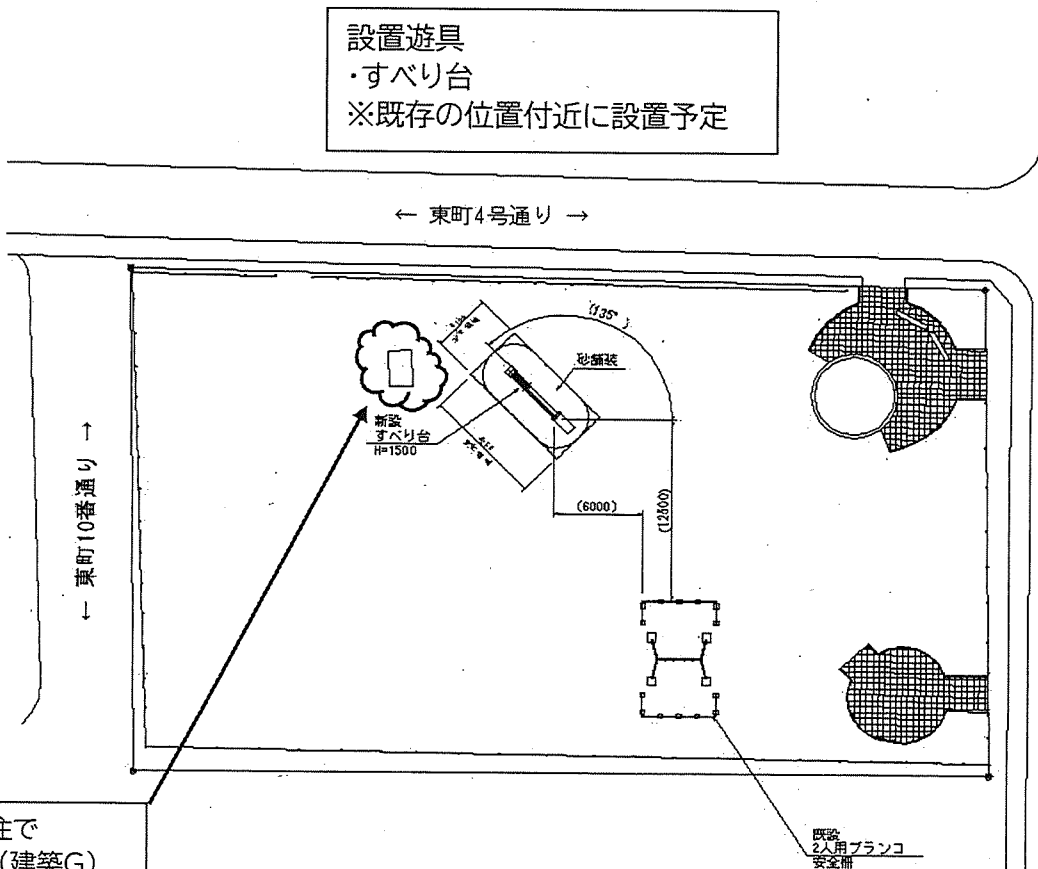 設置遊具
・すべり台
※既存の位置付近に設置予定
← 東町4号通り →
(135°)
砂舗装
新設
すべり台
H=1500
← 東町10番通り →
(6000)
(12800)
既設
2人用ブランコ
安全柵
注で
(建築G)